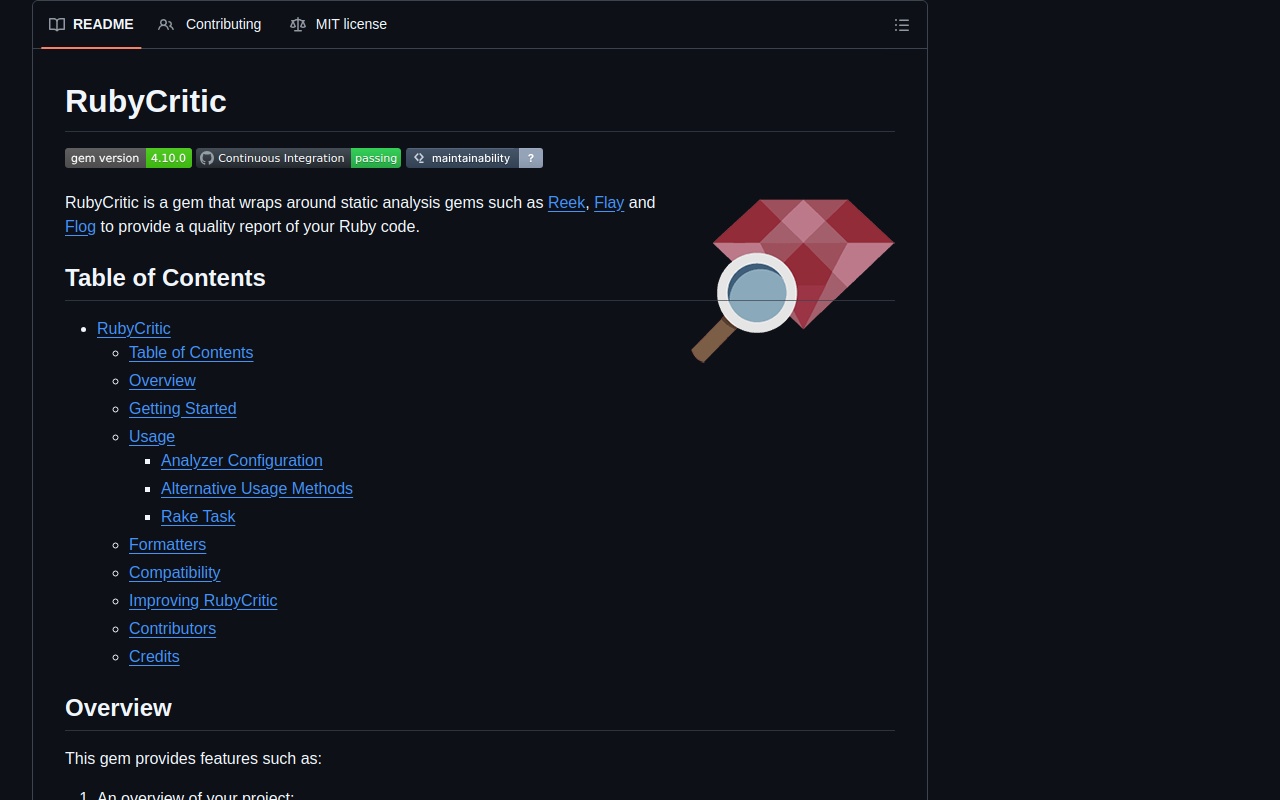 README
Contributing
MIT license
RubyCritic
gem version 4.10.0
Continuous Integration passing
maintainability ?
RubyCritic is a gem that wraps around static analysis gems such as Reek, Flay and
Flog to provide a quality report of your Ruby code.
Table of Contents
RubyCritic
Table of Contents
Overview
Getting Started
Usage
Analyzer Configuration
Alternative Usage Methods
Rake Task
Formatters
Compatibility
Improving RubyCritic
Contributors
Credits
Overview
This gem provides features such as:
1. An overview of your project: